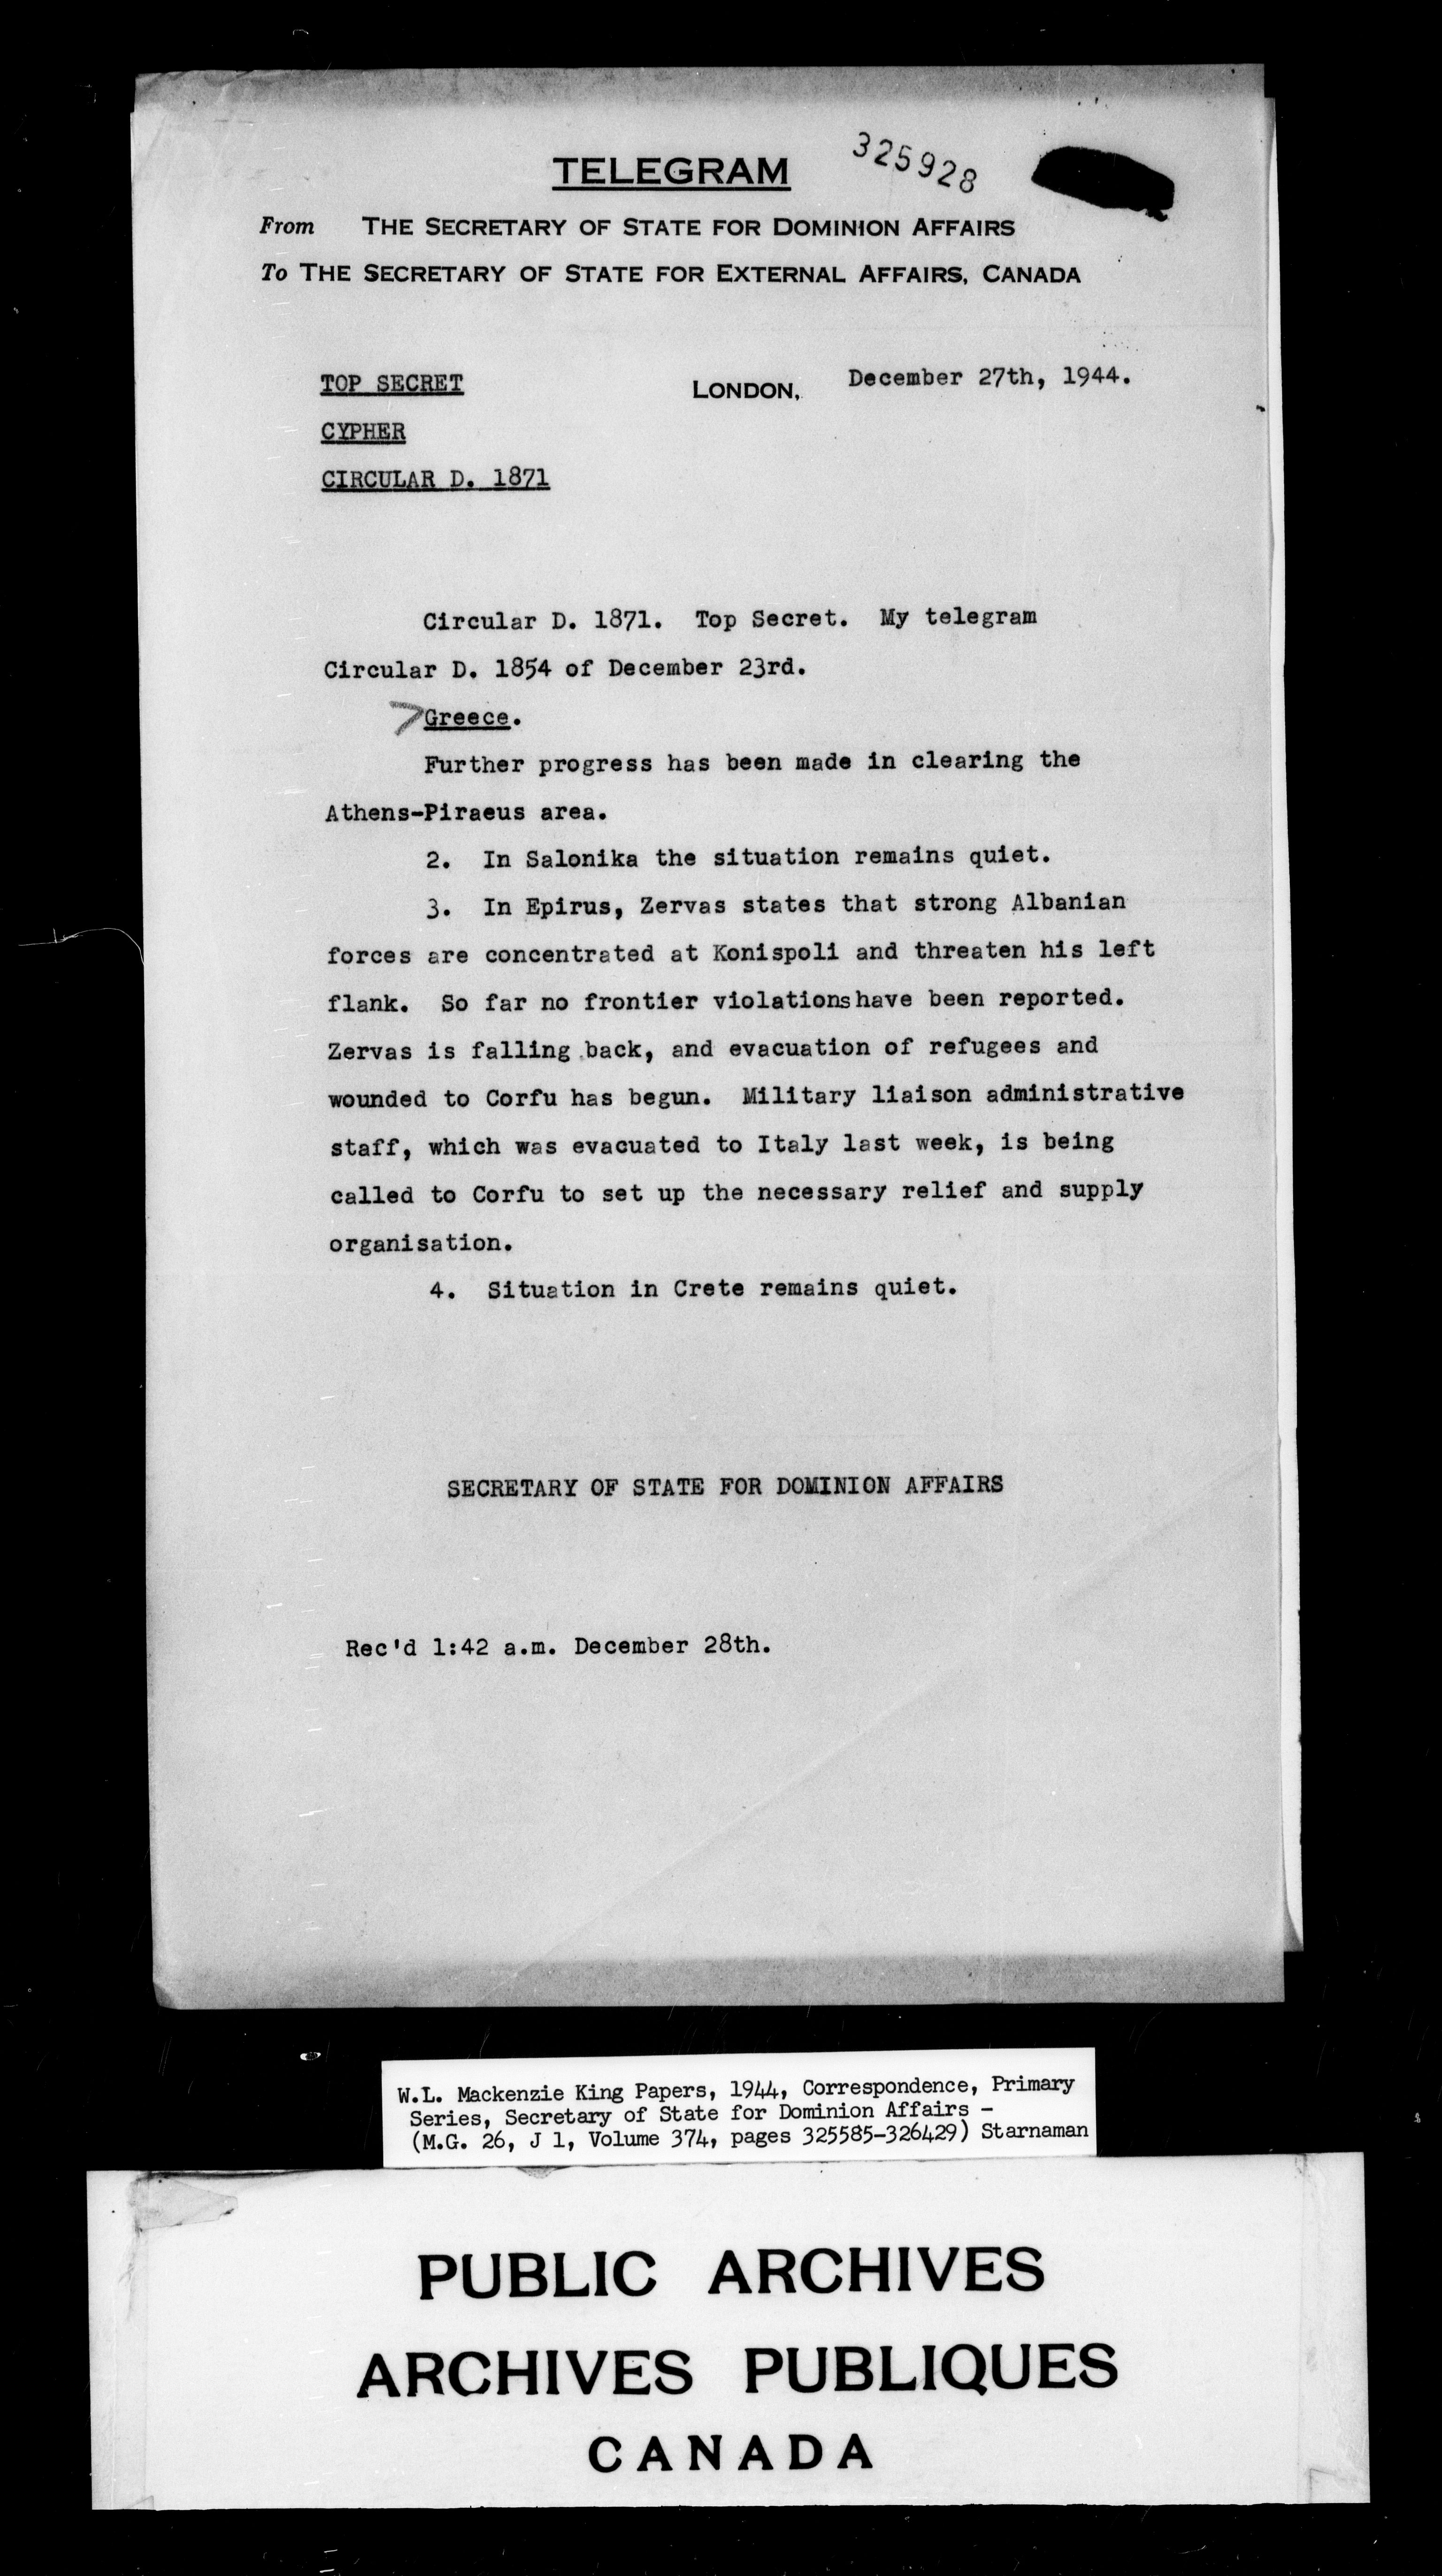 TELEGRAM
325928
From THE SECRETARY OF STATE FOR DOMINION AFFAIRS
To THE SECRETARY OF STATE FOR EXTERNAL AFFAIRS, CANADA
TOP SECRET
LONDON, December 27th, 1944.
CYPHER
CIRCULAR D. 1871
Circular D. 1871. Top Secret. My telegram
Circular D. 1854 of December 23rd.
Greece.
Further progress has been made in clearing the
Athens-Piraeus area.
2. In Salonika the situation remains quiet.
3. In Epirus, Zervas states that strong Albanian
forces are concentrated at Konispoli and threaten his left
flank. So far no frontier violations have been reported.
Zervas is falling back, and evacuation of refugees and
wounded to Corfu has begun. Military liaison administrative
staff, which was evacuated to Italy last week, is being
called to Corfu to set up the necessary relief and supply
organisation.
4. Situation in Crete remains quiet.
SECRETARY OF STATE FOR DOMINION AFFAIRS
Rec'd 1:42 a.m. December 28th.
W.L. Mackenzie King Papers, 1944, Correspondence, Primary
Series, Secretary of State for Dominion Affairs -
(M.G. 26, J 1, Volume 374, pages 325585-326429) Starnaman
PUBLIC ARCHIVES
ARCHIVES PUBLIQUES
CANADA